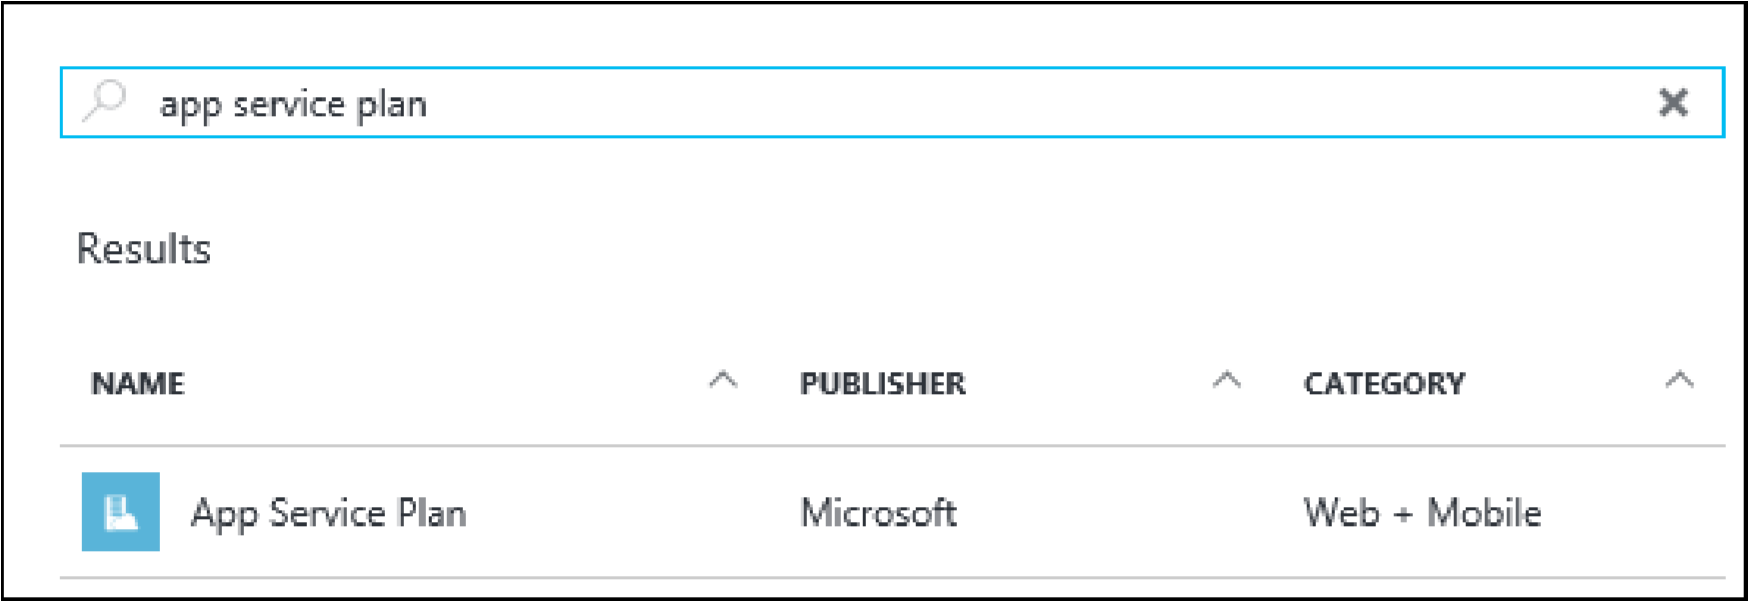 app service plan
Results
NAME PUBLISHER CATEGORY
App Service Plan Microsoft Web + Mobile